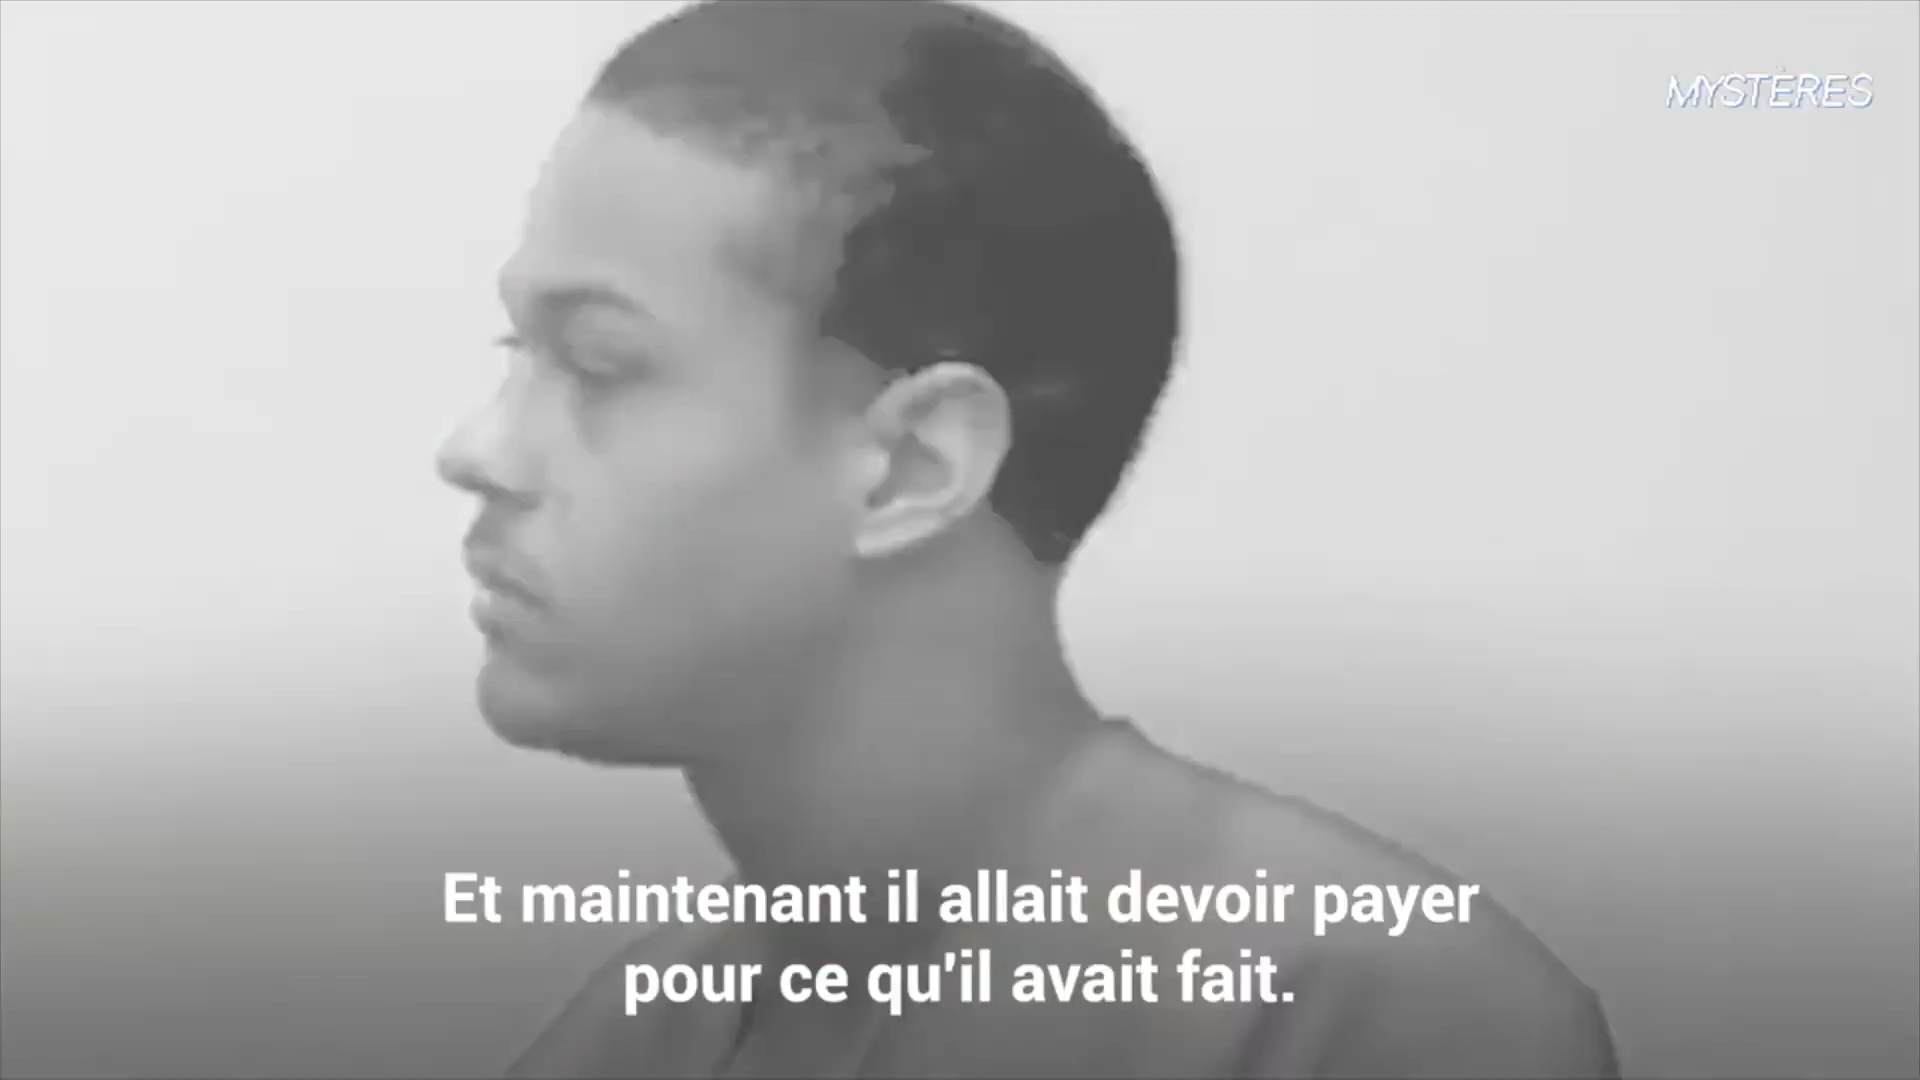 MYSTÈRES
Et maintenant il allait devoir payer
pour ce qu'il avait fait.